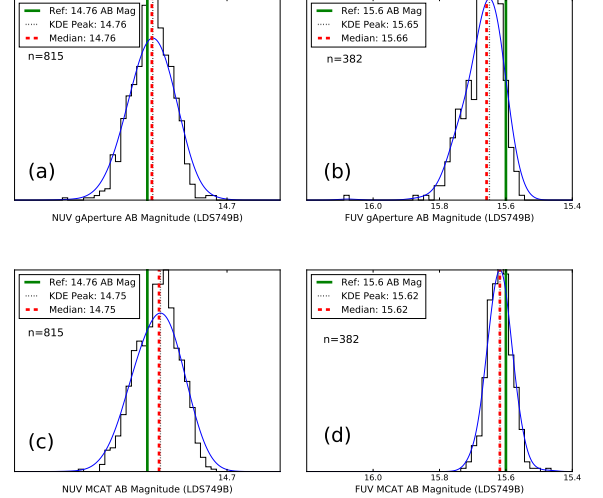 Ref: 14.76 AB Mag
KDE Peak: 14.76
Median: 14.76
n=815
(a)
14.7
NUV gAperture AB Magnitude (LDS749B)
Ref: 15.6 AB Mag
KDE Peak: 15.65
Median: 15.66
n=382
(b)
16.0 15.8 15.6 15.4
FUV gAperture AB Magnitude (LDS749B)
Ref: 14.76 AB Mag
KDE Peak: 14.75
Median: 14.75
n=815
(c)
14.7
NUV MCAT AB Magnitude (LDS749B)
Ref: 15.6 AB Mag
KDE Peak: 15.62
Median: 15.62
n=382
(d)
16.0 15.8 15.6 15.4
FUV MCAT AB Magnitude (LDS749B)